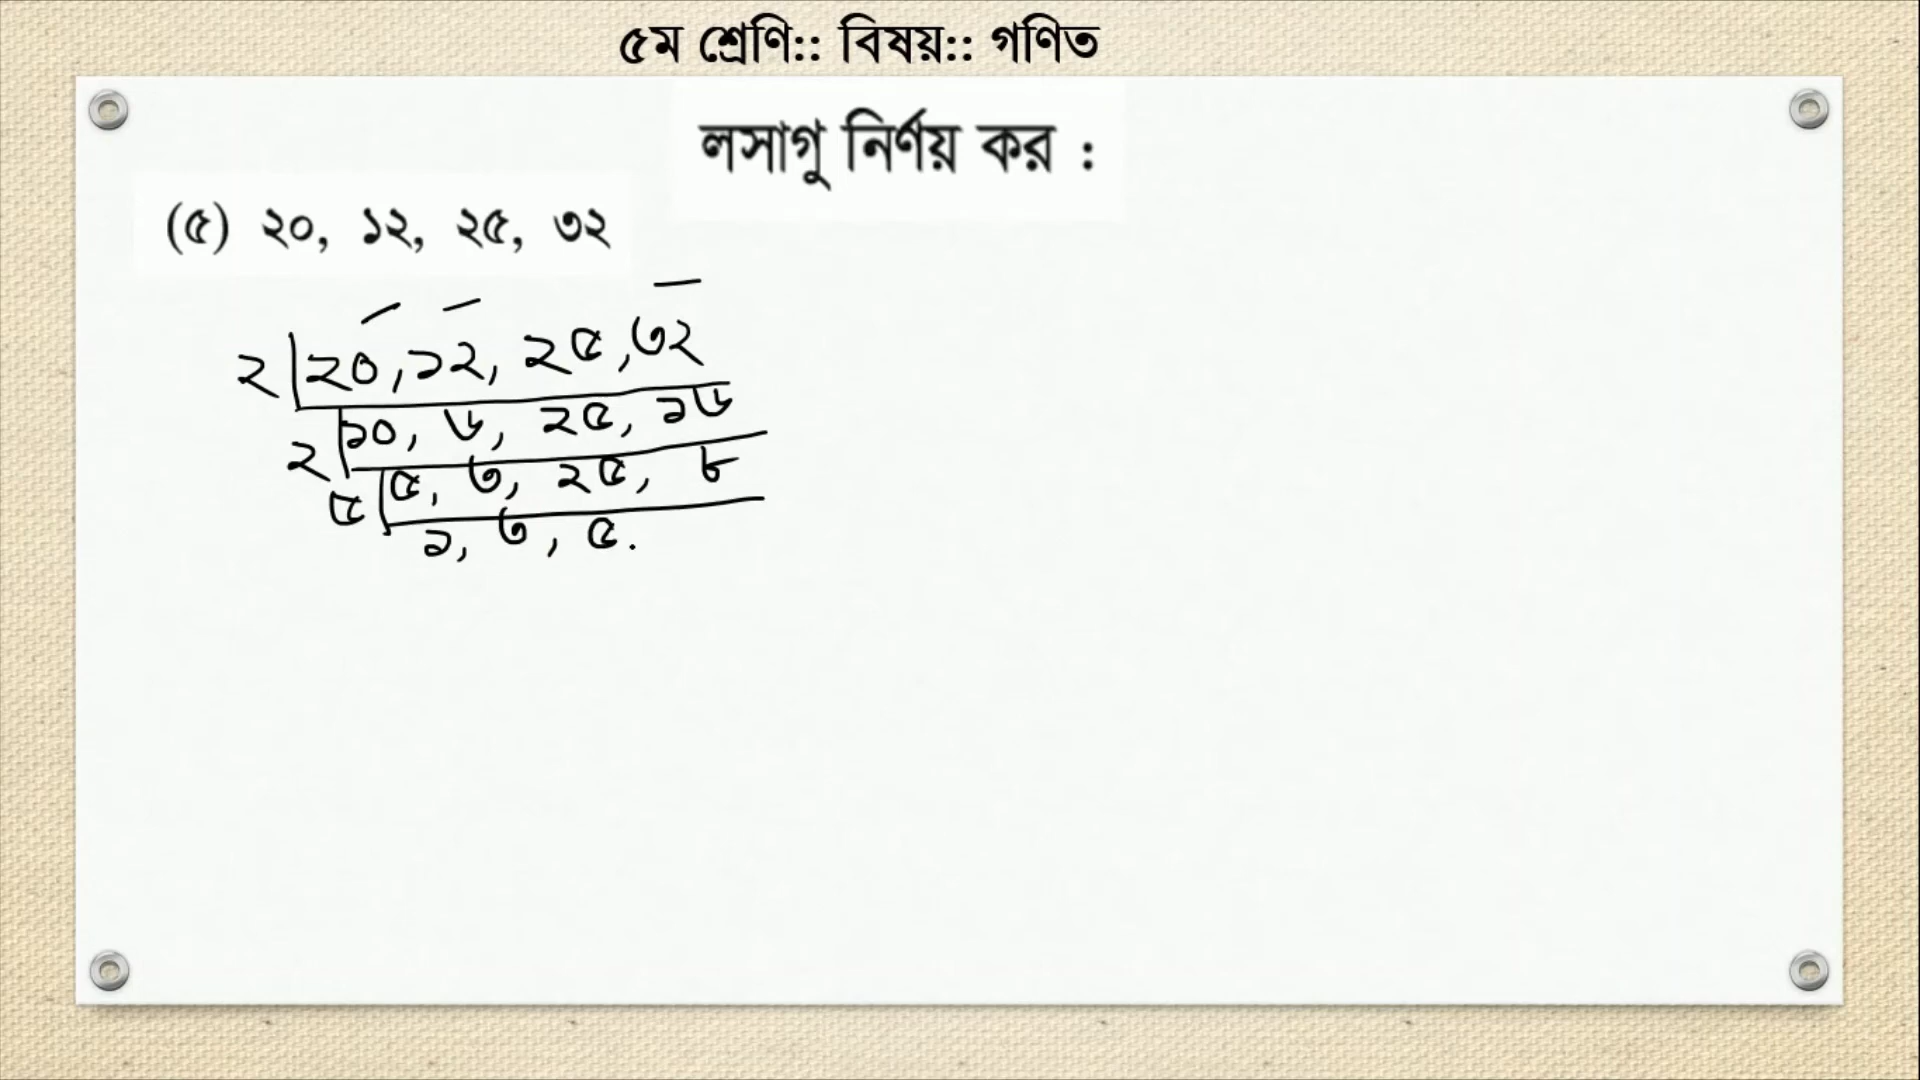 ৫ম শ্রেণি:: বিষয়:: গণিত
লসাগু নির্ণয় কর :
(৫) ২০, ১২, ২৫, ৩২
২ | ২০, ১২, ২৫, ৩২
২ | ১০, ৬, ২৫, ১৬
৫ | ৫, ৩, ২৫, ৮
১, ৩, ৫.